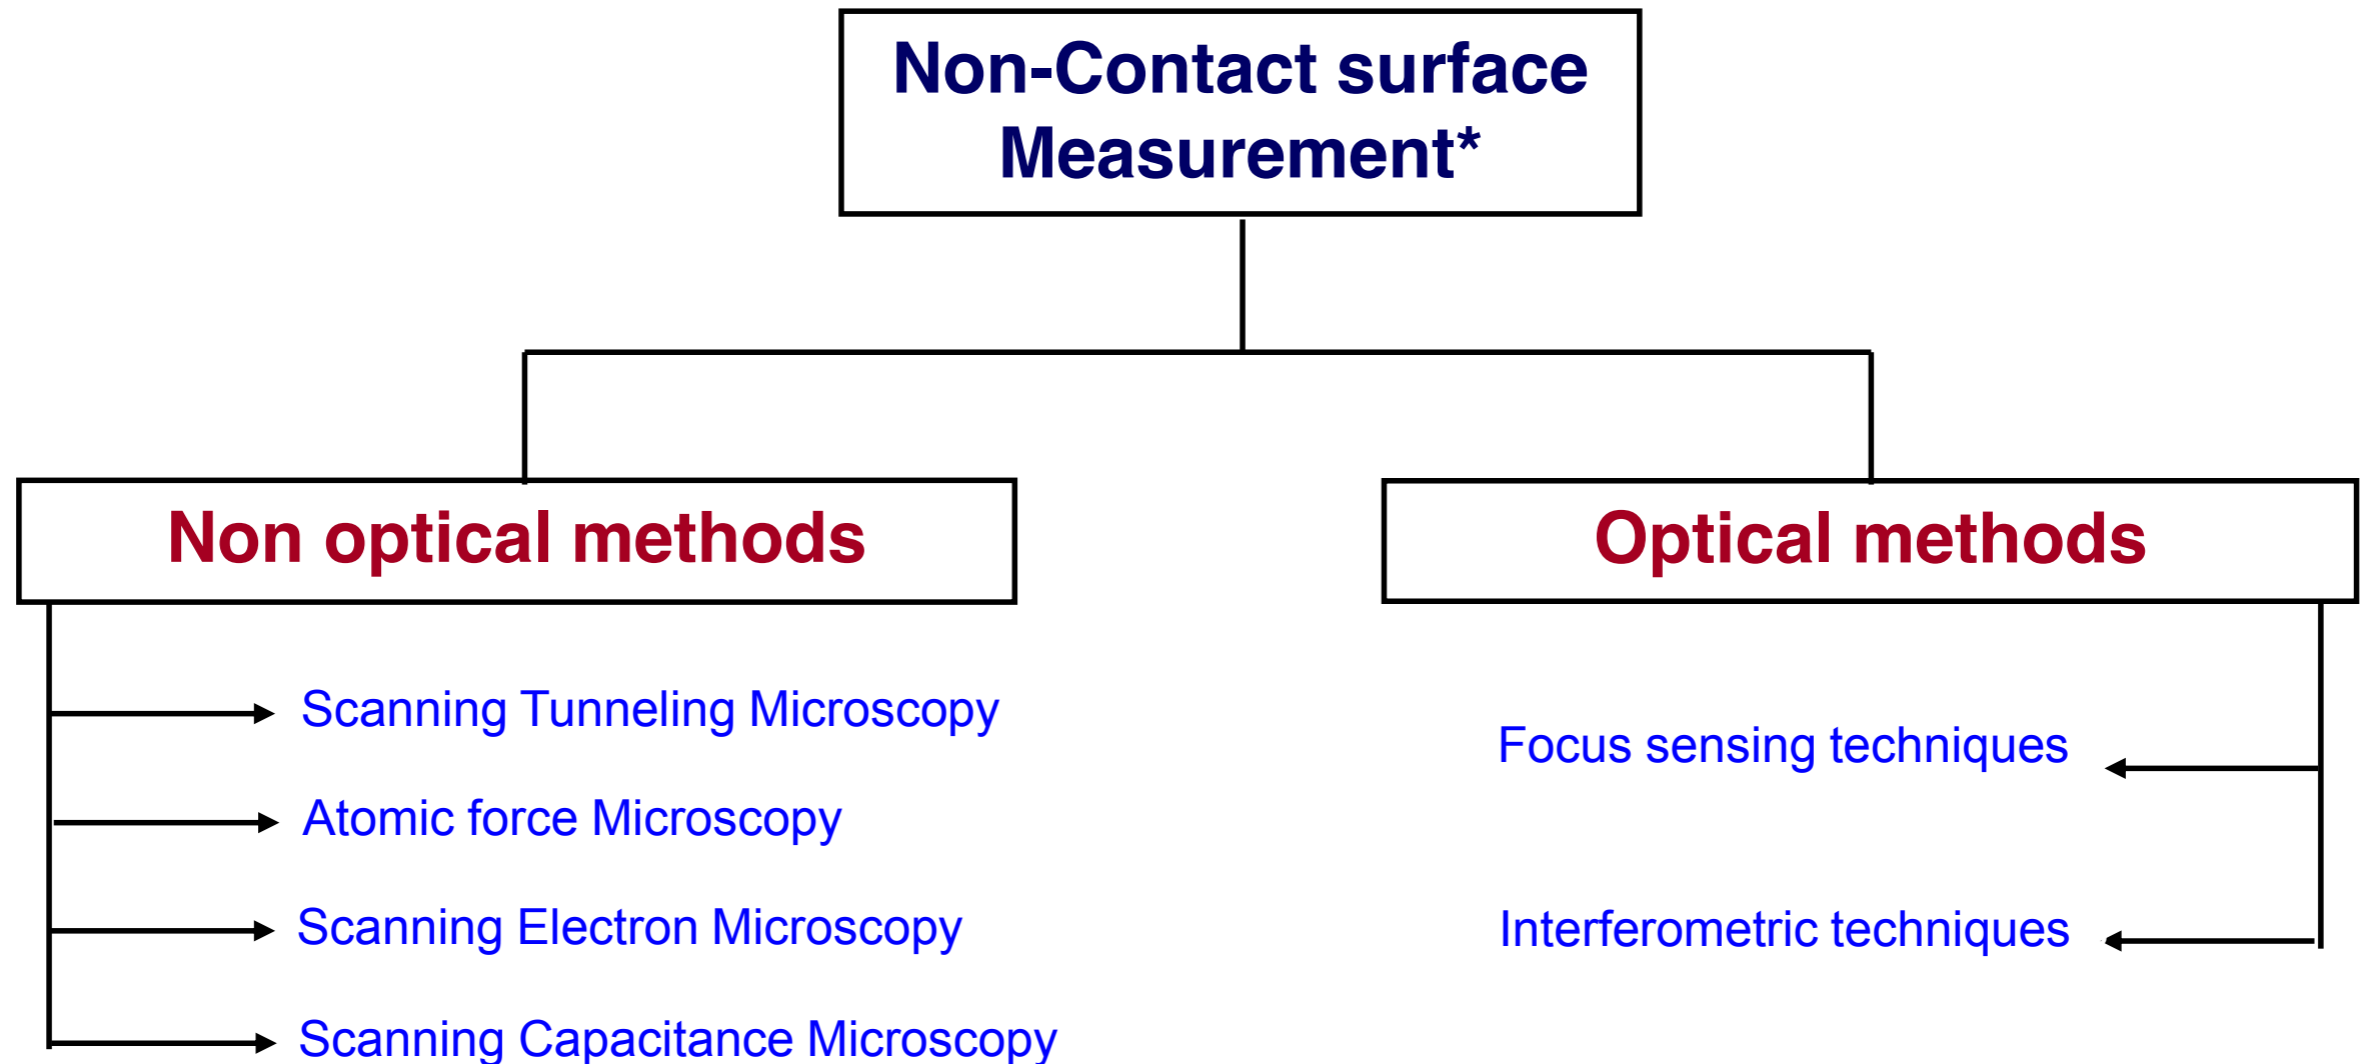 Non-Contact surface
Measurement*
Non optical methods
Optical methods
Scanning Tunneling Microscopy
Atomic force Microscopy
Scanning Electron Microscopy
Scanning Capacitance Microscopy
Focus sensing techniques
Interferometric techniques